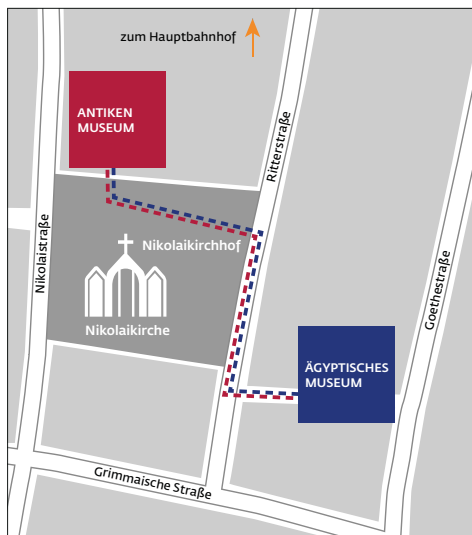 zum Hauptbahnhof
ANTIKEN
MUSEUM
Ritterstraße
Nikolaistraße
Nikolaikirchhof
Goethestraße
Nikolaikirche
ÄGYPTISCHES
MUSEUM
Grimmaische Straße